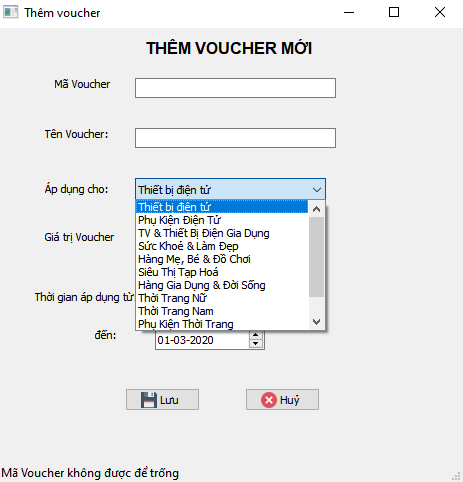 Thêm voucher
THÊM VOUCHER MỚI
Mã Voucher
Tên Voucher:
Áp dụng cho:
Thiết bị điện tử
Thiết bị điện tử
Phụ Kiện Điện Tử
TV & Thiết Bị Điện Gia Dụng
Sức Khoẻ & Làm Đẹp
Hàng Mẹ, Bé & Đồ Chơi
Siêu Thị Tạp Hoá
Hàng Gia Dụng & Đời Sống
Thời Trang Nữ
Thời Trang Nam
Phụ Kiện Thời Trang
Giá trị Voucher
Thời gian áp dụng từ
đến:
01-03-2020
Lưu
Huỷ
Mã Voucher không được để trống